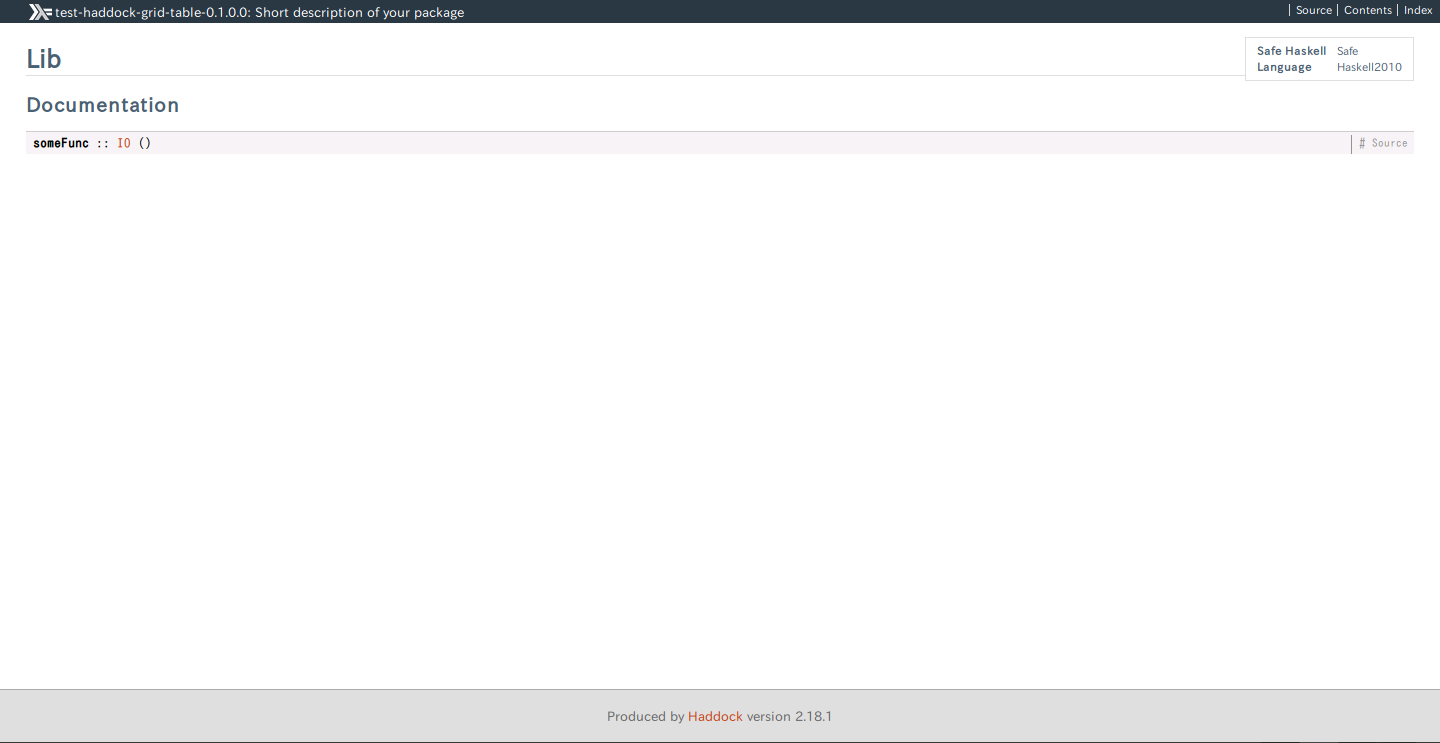 test-haddock-grid-table-0.1.0.0: Short description of your package
Source Contents Index
Lib
Safe Haskell Safe
Language Haskell2010
Documentation
someFunc :: IO ()
# Source
Produced by Haddock version 2.18.1